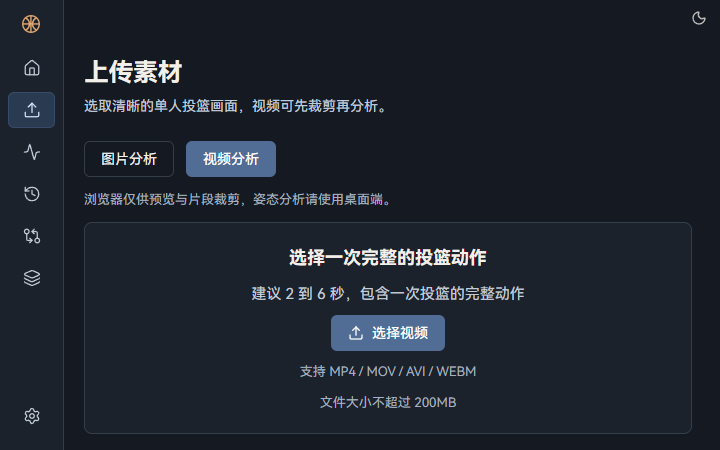 上传素材
选取清晰的单人投篮画面，视频可先裁剪再分析。
图片分析
视频分析
浏览器仅供预览与片段裁剪，姿态分析请使用桌面端。
选择一次完整的投篮动作
建议 2 到 6 秒，包含一次投篮的完整动作
选择视频
支持 MP4 / MOV / AVI / WEBM
文件大小不超过 200MB